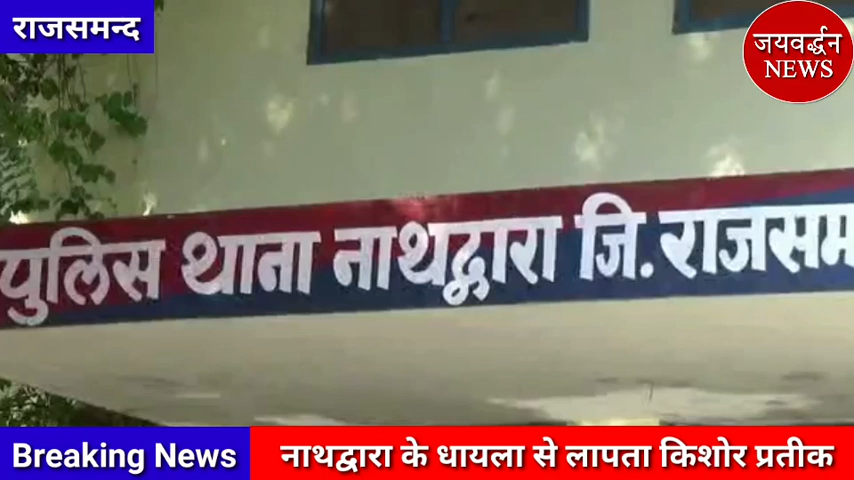 राजसमन्द
जयवर्द्धन
NEWS
पुलिस थाना नाथद्वारा जि. राजसम
Breaking News
नाथद्वारा के धायला से लापता किशोर प्रतीक